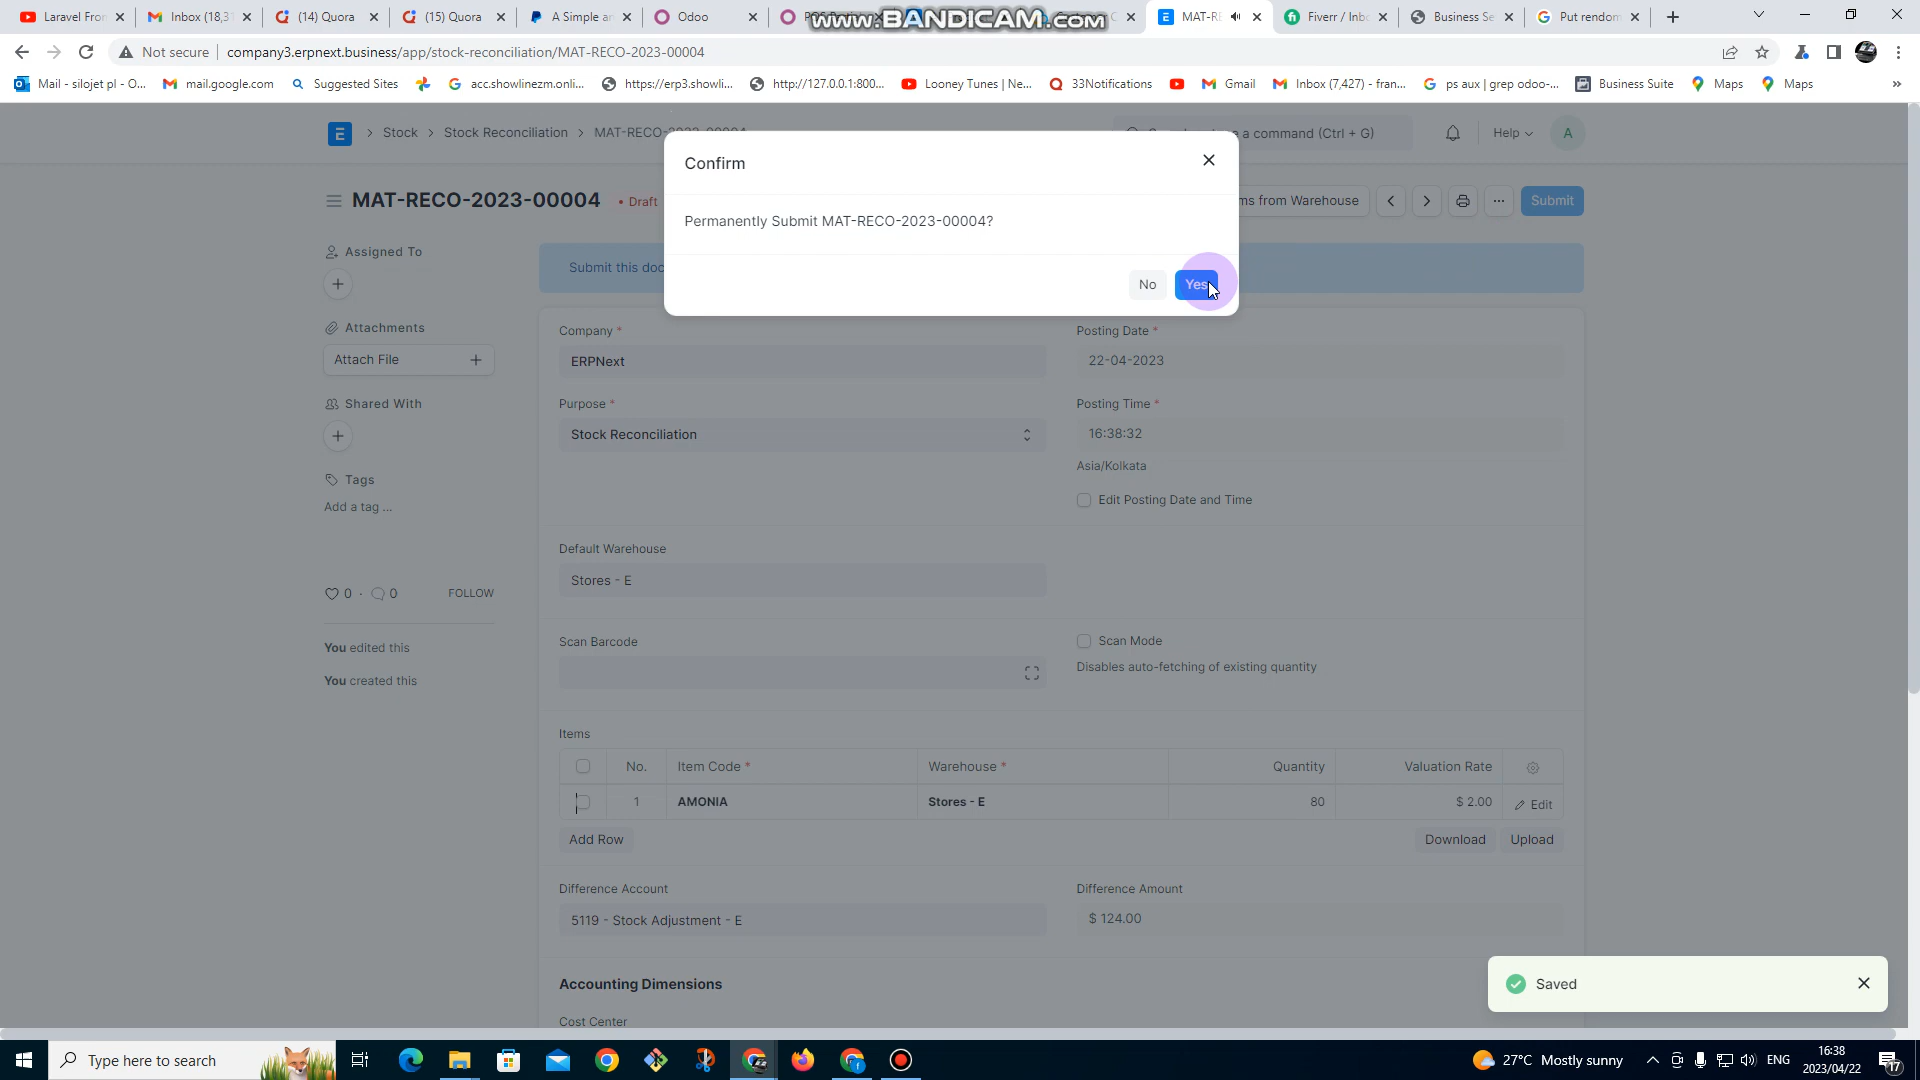 Laravel Fron
Inbox (18,31
(14) Quora
(15) Quora
A Simple an
Odoo
www.BANDICAM.com
MAT-RE
Fiverr / Inbo
Business Se
Put rendom
Not secure
company3.erpnext.business/app/stock-reconciliation/MAT-RECO-2023-00004
Mail - silojet pl - O...
mail.google.com
Suggested Sites
acc.showlinezm.onli...
https://erp3.showli...
http://127.0.0.1:800...
Looney Tunes | Ne...
33Notifications
Gmail
Inbox (7,427) - fran...
ps aux | grep odoo-...
Business Suite
Maps
Maps
E
Stock
Stock Reconciliation
MAT-RECO-2023-00004
a command (Ctrl + G)
Help
A
Confirm
MAT-RECO-2023-00004
Draft
ms from Warehouse
Submit
Permanently Submit MAT-RECO-2023-00004?
No
Yes
Assigned To
Submit this doc
Attachments
Attach File
Shared With
Tags
Add a tag ...
0 · 0
FOLLOW
You edited this
You created this
Company *
ERPNext
Posting Date *
22-04-2023
Purpose *
Stock Reconciliation
Posting Time *
16:38:32
Asia/Kolkata
Edit Posting Date and Time
Default Warehouse
Stores - E
Scan Barcode
Scan Mode
Disables auto-fetching of existing quantity
Items
No.
Item Code *
Warehouse *
Quantity
Valuation Rate
1
AMONIA
Stores - E
80
$ 2.00
Edit
Add Row
Download
Upload
Difference Account
5119 - Stock Adjustment - E
Difference Amount
$ 124.00
Accounting Dimensions
Cost Center
Saved
Type here to search
27°C Mostly sunny
ENG
16:38
2023/04/22
17